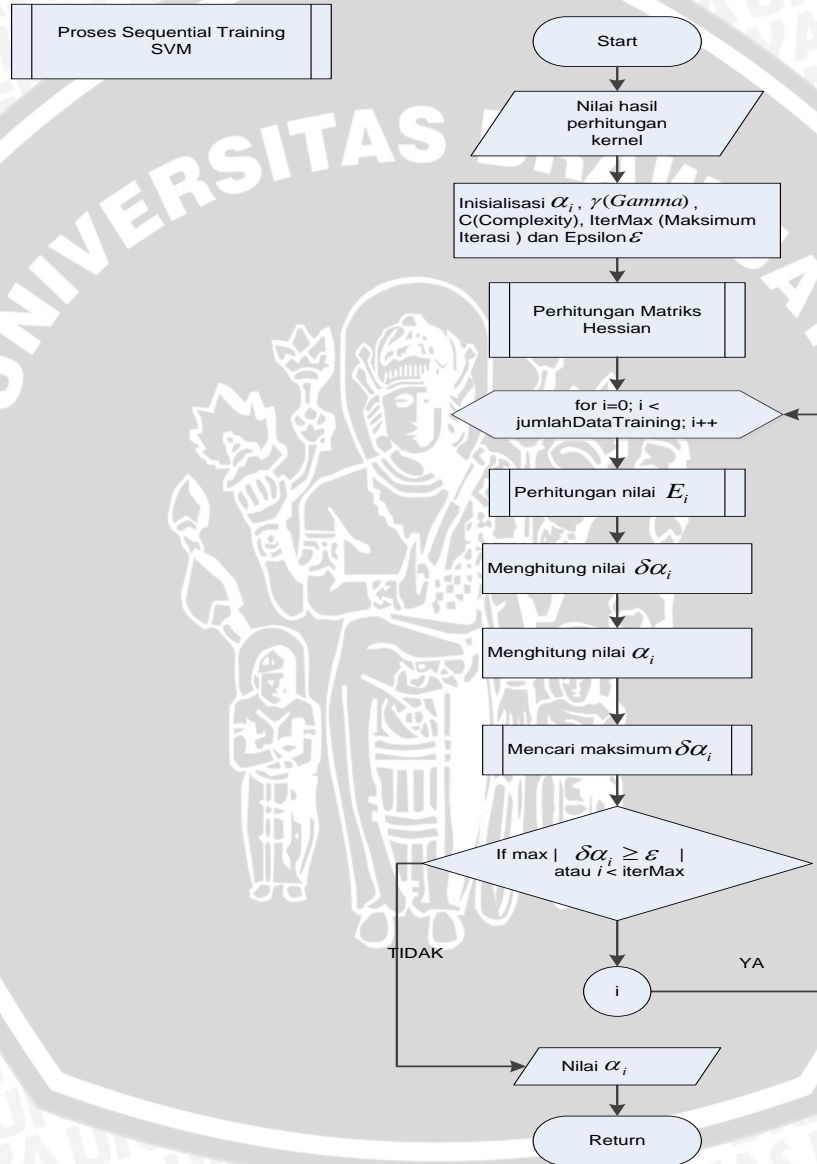 Proses Sequential Training
SVM
Start
Nilai hasil
perhitungan
kernel
Inisialisasi αᵢ, γ(Gamma) ,
C(Complexity), IterMax (Maksimum
Iterasi ) dan Epsilon ε
Perhitungan Matriks
Hessian
for i=0; i <
jumlahDataTraining; i++
Perhitungan nilai Eᵢ
Menghitung nilai δαᵢ
Menghitung nilai αᵢ
Mencari maksimum δαᵢ
If max | δαᵢ ≥ ε |
atau i < iterMax
TIDAK
YA
i
Nilai αᵢ
Return
UNIVERSITAS